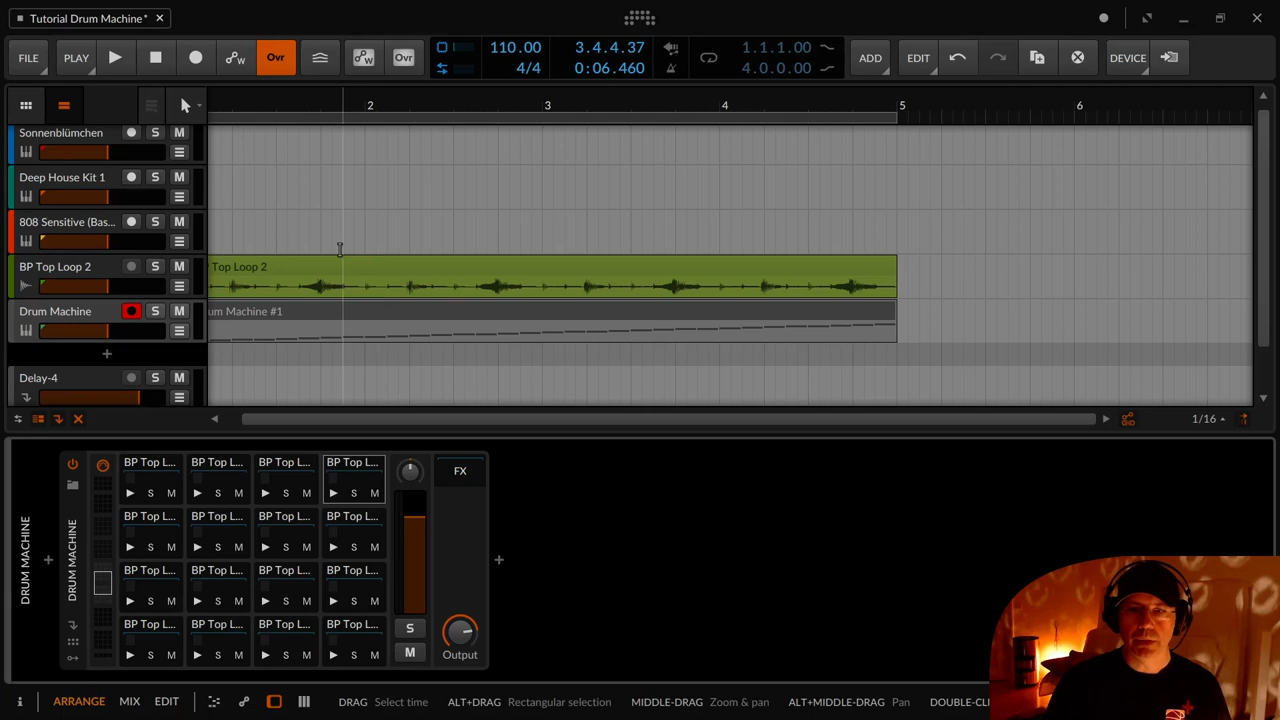 Tutorial Drum Machine*
FILE
PLAY
Ovr
Ovr
110.00
4/4
3.4.4.37
0:06.460
1.1.1.00
4.0.0.00
ADD
EDIT
DEVICE
2
3
4
5
6
Sonnenblümchen
S
M
Deep House Kit 1
S
M
808 Sensitive (Bas...
S
M
BP Top Loop 2
S
M
Top Loop 2
Drum Machine
S
M
um Machine #1
+
Delay-4
S
M
1/16
DRUM MACHINE
+
DRUM MACHINE
BP Top L...
BP Top L...
BP Top L...
BP Top L...
S M
S M
S M
S M
BP Top L...
BP Top L...
BP Top L...
BP Top L...
S M
S M
S M
S M
BP Top L...
BP Top L...
BP Top L...
BP Top L...
S M
S M
S M
S M
BP Top L...
BP Top L...
BP Top L...
BP Top L...
S M
S M
S M
S M
S
M
FX
Output
+
i
ARRANGE
MIX
EDIT
DRAG Select time
ALT+DRAG Rectangular selection
MIDDLE-DRAG Zoom & pan
ALT+MIDDLE-DRAG Pan
DOUBLE-CLI